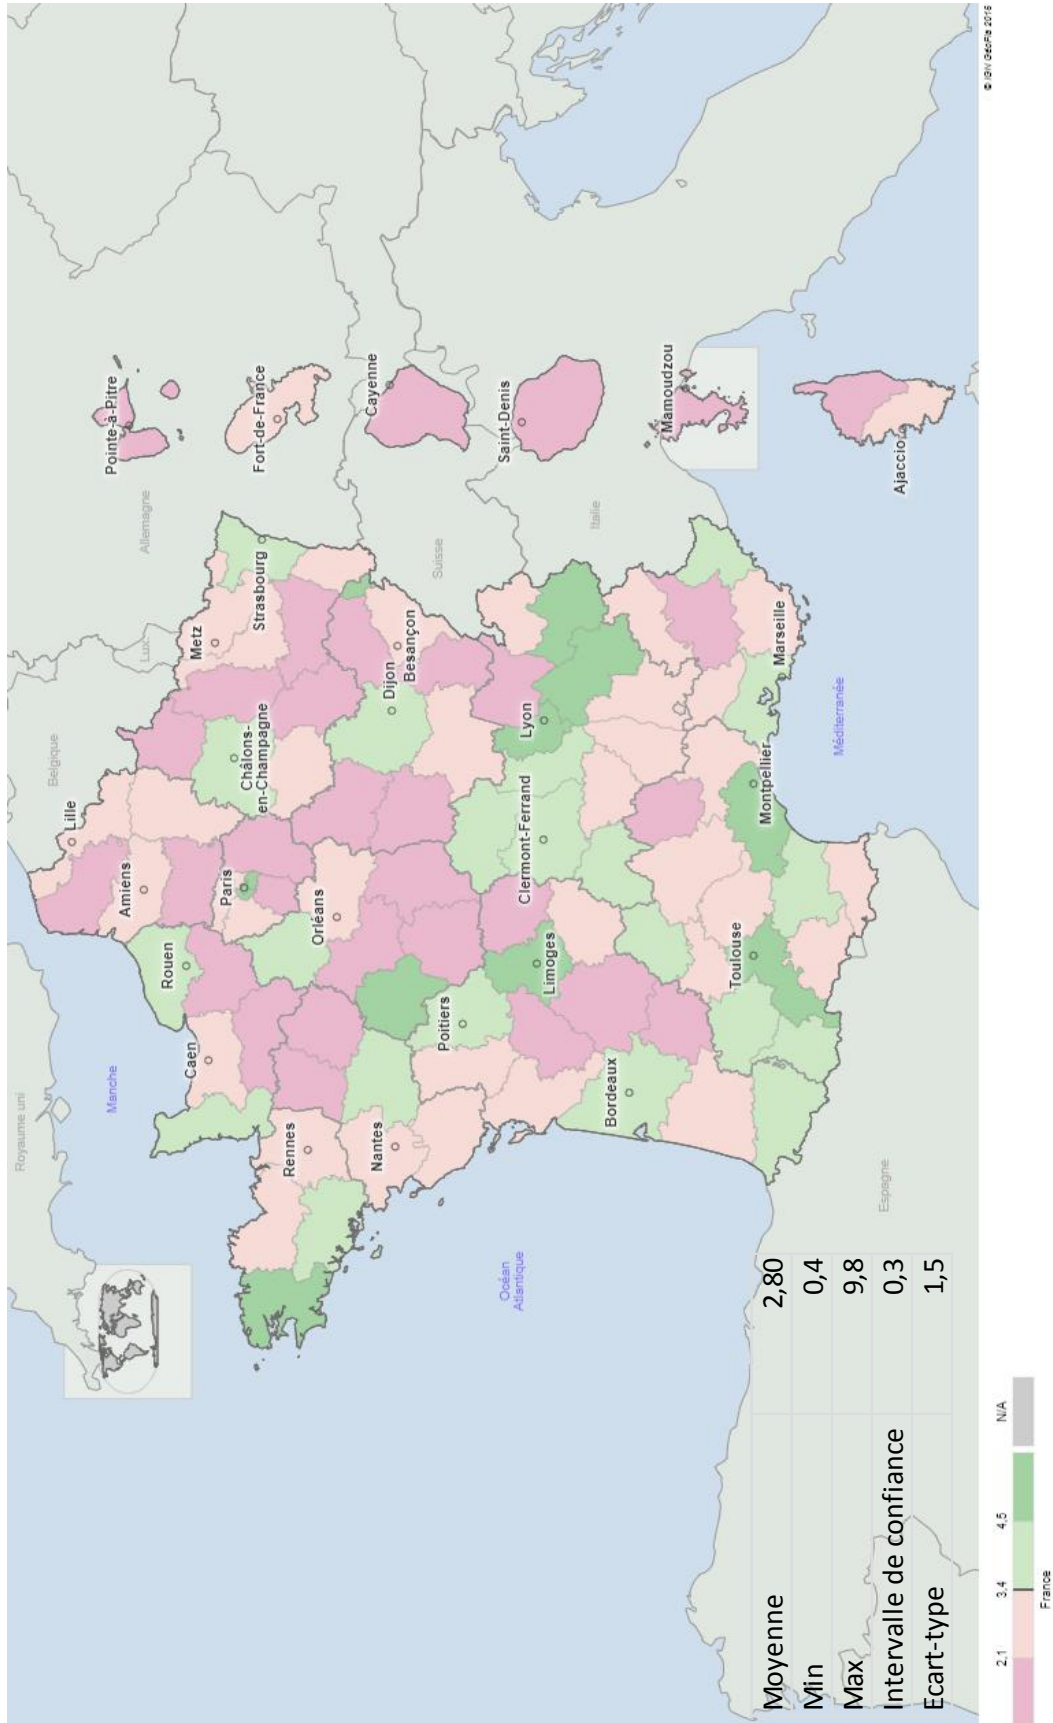 Royaume uni
Manche
Belgique
Lux
Allemagne
Lille
Amiens
Rouen
Caen
Paris
Châlons-
en-Champagne
Metz
Strasbourg
Rennes
Orléans
Nantes
Dijon
Besançon
Suisse
Poitiers
Limoges
Clermont-Ferrand
Lyon
Italie
Océan
Atlantique
Bordeaux
Toulouse
Montpellier
Marseille
Espagne
Méditerranée
Pointe-à-Pitre
Fort-de-France
Cayenne
Saint-Denis
Mamoudzou
Ajaccio
Moyenne 2,80
Min 0,4
Max 9,8
Intervalle de confiance 0,3
Ecart-type 1,5
2,1 3,4 4,5 N/A
France
© IGN GéoFla 2015